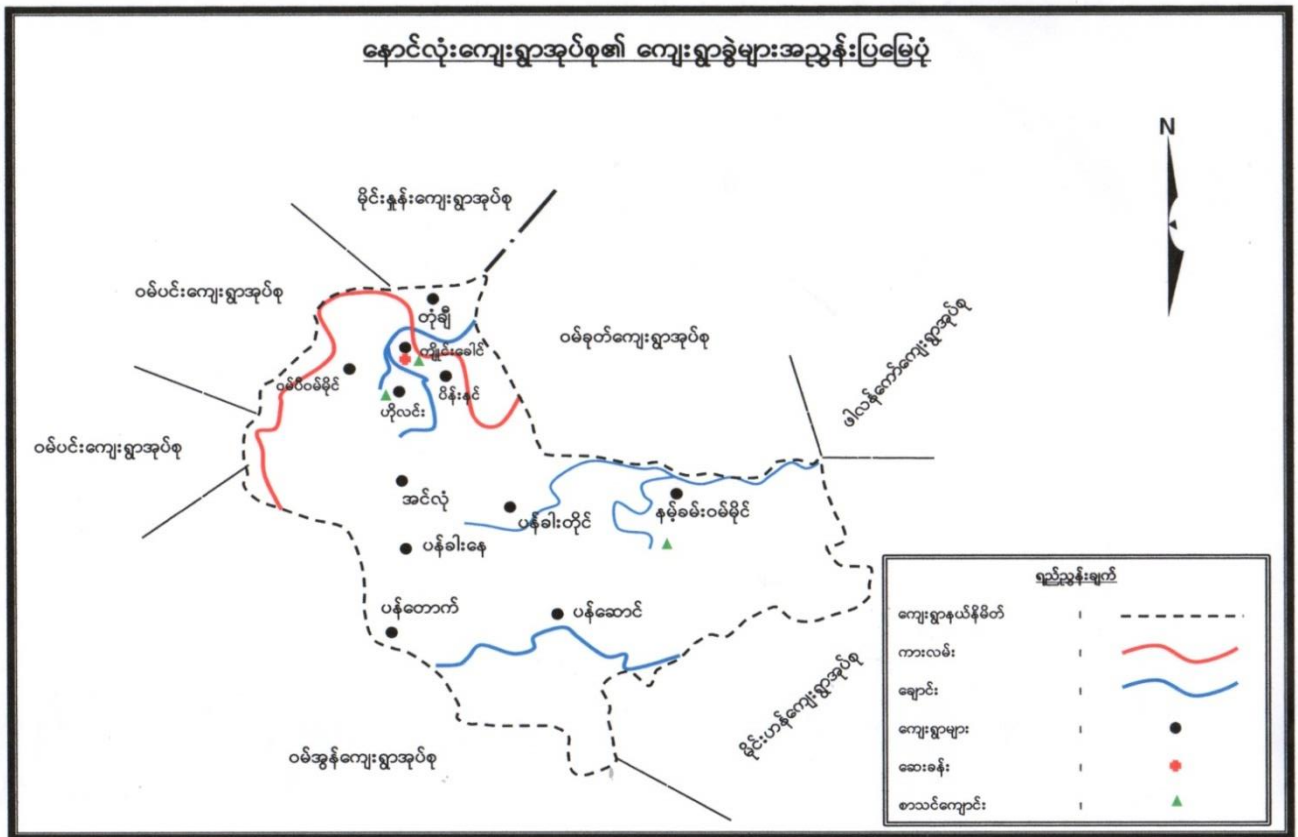 နောင်လုံးကျေးရွာအုပ်စု၏ ကျေးရွာခွဲများအညွှန်းပြမြေပုံ
N
မိုင်းနှုန်းကျေးရွာအုပ်စု
ဝမ်ပင်းကျေးရွာအုပ်စု
တုံချီ
ဝမ်ခုတ်ကျေးရွာအုပ်စု
ဖါလန်ကော်ကျေးရွာအုပ်စု
ကျိုင်းခေါင်
ဝမ်ပီဝမ်မိုင်
ပိန်းနင်
ဟိုလင်း
ဝမ်ပင်းကျေးရွာအုပ်စု
အင်လုံ
ပန်ခါးတိုင်
နမ့်ခမ်းဝမ်မိုင်
ပန်ခါးနေ
ပန်တောက်
ပန်ဆောင်
မိုင်းဟန်ကျေးရွာအုပ်စု
ဝမ်အွန်ကျေးရွာအုပ်စု
ရည်ညွှန်းချက်
ကျေးရွာနယ်နိမိတ် ၊
ကားလမ်း ၊
ချောင်း ၊
ကျေးရွာများ ၊
ဆေးခန်း ၊
စာသင်ကျောင်း ၊